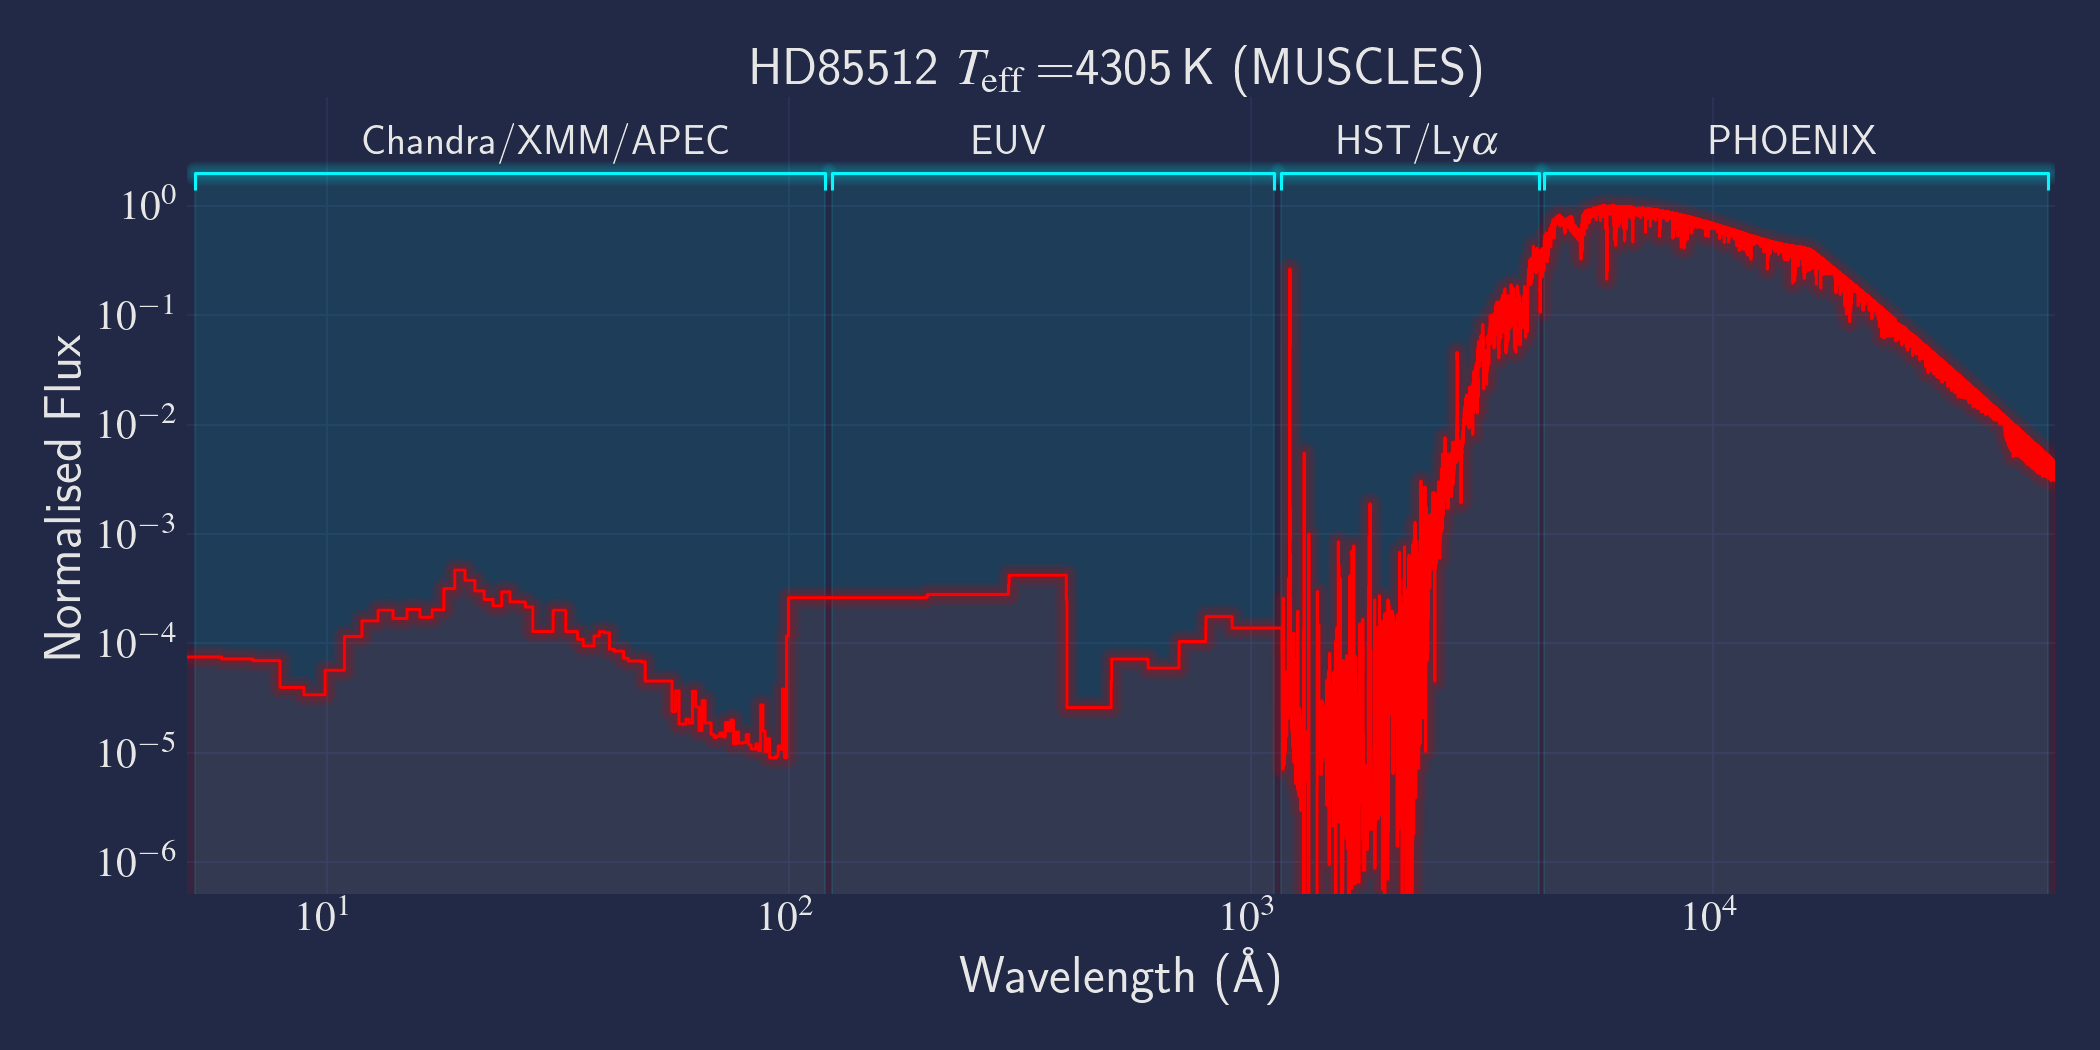 HD85512 T_eff =4305 K (MUSCLES)
Chandra/XMM/APEC EUV HST/Lyα PHOENIX
10^0
10^−1
10^−2
10^−3
10^−4
10^−5
10^−6
Normalised Flux
10^1 10^2 10^3 10^4
Wavelength (Å)